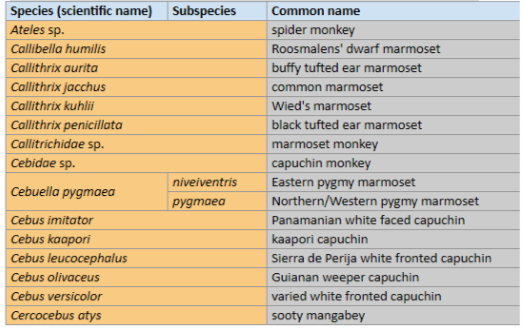 Species (scientific name) Subspecies Common name
Ateles sp. spider monkey
Callibella humilis Roosmalens' dwarf marmoset
Callithrix aurita buffy tufted ear marmoset
Callithrix jacchus common marmoset
Callithrix kuhlii Wied's marmoset
Callithrix penicillata black tufted ear marmoset
Callitrichidae sp. marmoset monkey
Cebidae sp. capuchin monkey
Cebuella pygmaea niveiventris Eastern pygmy marmoset
pygmaea Northern/Western pygmy marmoset
Cebus imitator Panamanian white faced capuchin
Cebus kaapori kaapori capuchin
Cebus leucocephalus Sierra de Perija white fronted capuchin
Cebus olivaceus Guianan weeper capuchin
Cebus versicolor varied white fronted capuchin
Cercocebus atys sooty mangabey